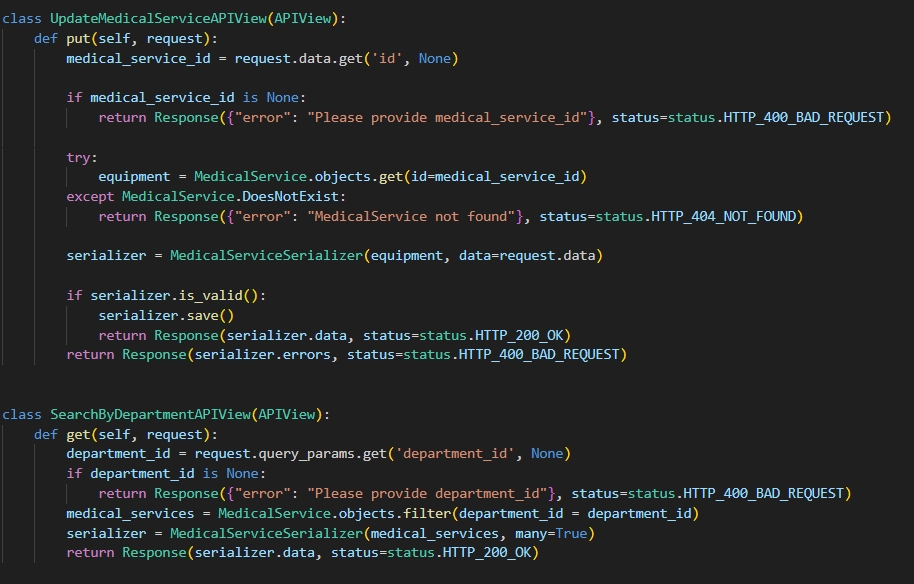 class UpdateMedicalServiceAPIView(APIView):
    def put(self, request):
        medical_service_id = request.data.get('id', None)

        if medical_service_id is None:
            return Response({"error": "Please provide medical_service_id"}, status=status.HTTP_400_BAD_REQUEST)

        try:
            equipment = MedicalService.objects.get(id=medical_service_id)
        except MedicalService.DoesNotExist:
            return Response({"error": "MedicalService not found"}, status=status.HTTP_404_NOT_FOUND)

        serializer = MedicalServiceSerializer(equipment, data=request.data)

        if serializer.is_valid():
            serializer.save()
            return Response(serializer.data, status=status.HTTP_200_OK)
        return Response(serializer.errors, status=status.HTTP_400_BAD_REQUEST)


class SearchByDepartmentAPIView(APIView):
    def get(self, request):
        department_id = request.query_params.get('department_id', None)
        if department_id is None:
            return Response({"error": "Please provide department_id"}, status=status.HTTP_400_BAD_REQUEST)
        medical_services = MedicalService.objects.filter(department_id = department_id)
        serializer = MedicalServiceSerializer(medical_services, many=True)
        return Response(serializer.data, status=status.HTTP_200_OK)